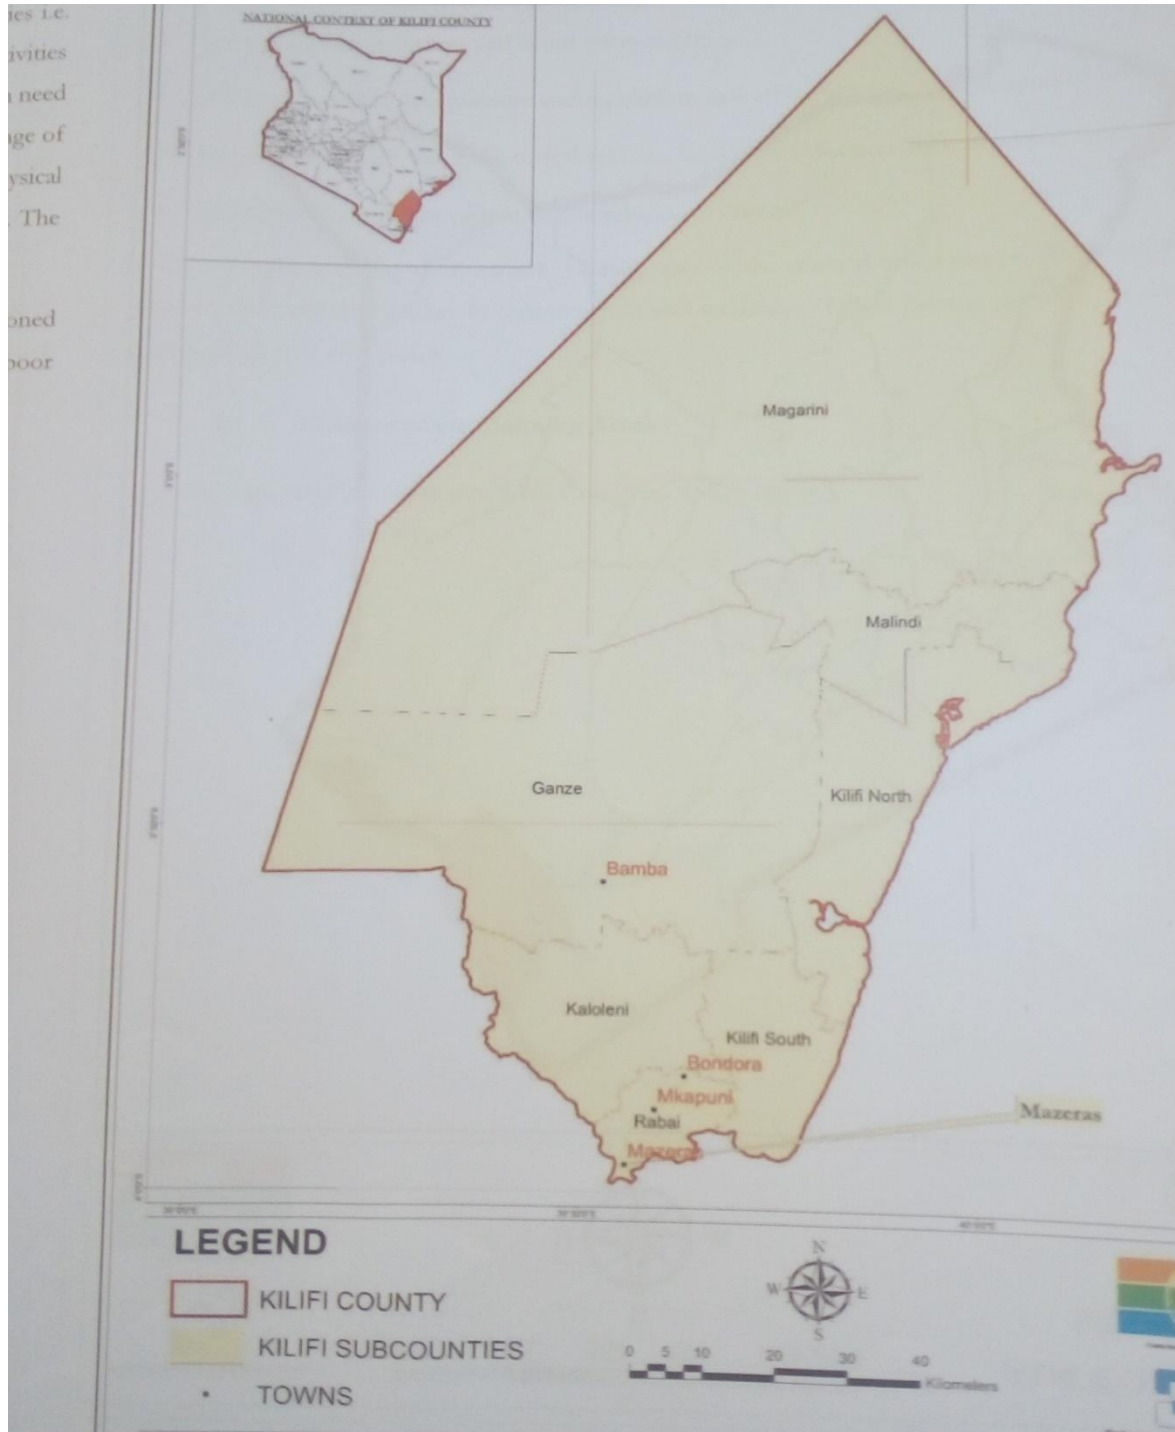 ies i.e.
ivities
need
ge of
ysical
The
oned
poor
NATIONAL CONTEXT OF KILIFI COUNTY
Magarini
Malindi
Ganze
Kilifi North
Bamba
Kaloleni
Kilifi South
Bondora
Mkapuni
Rabai
Mazeras
Mazeras
LEGEND
KILIFI COUNTY
KILIFI SUBCOUNTIES
TOWNS
N
W E
S
0 5 10 20 30 40
Kilometers